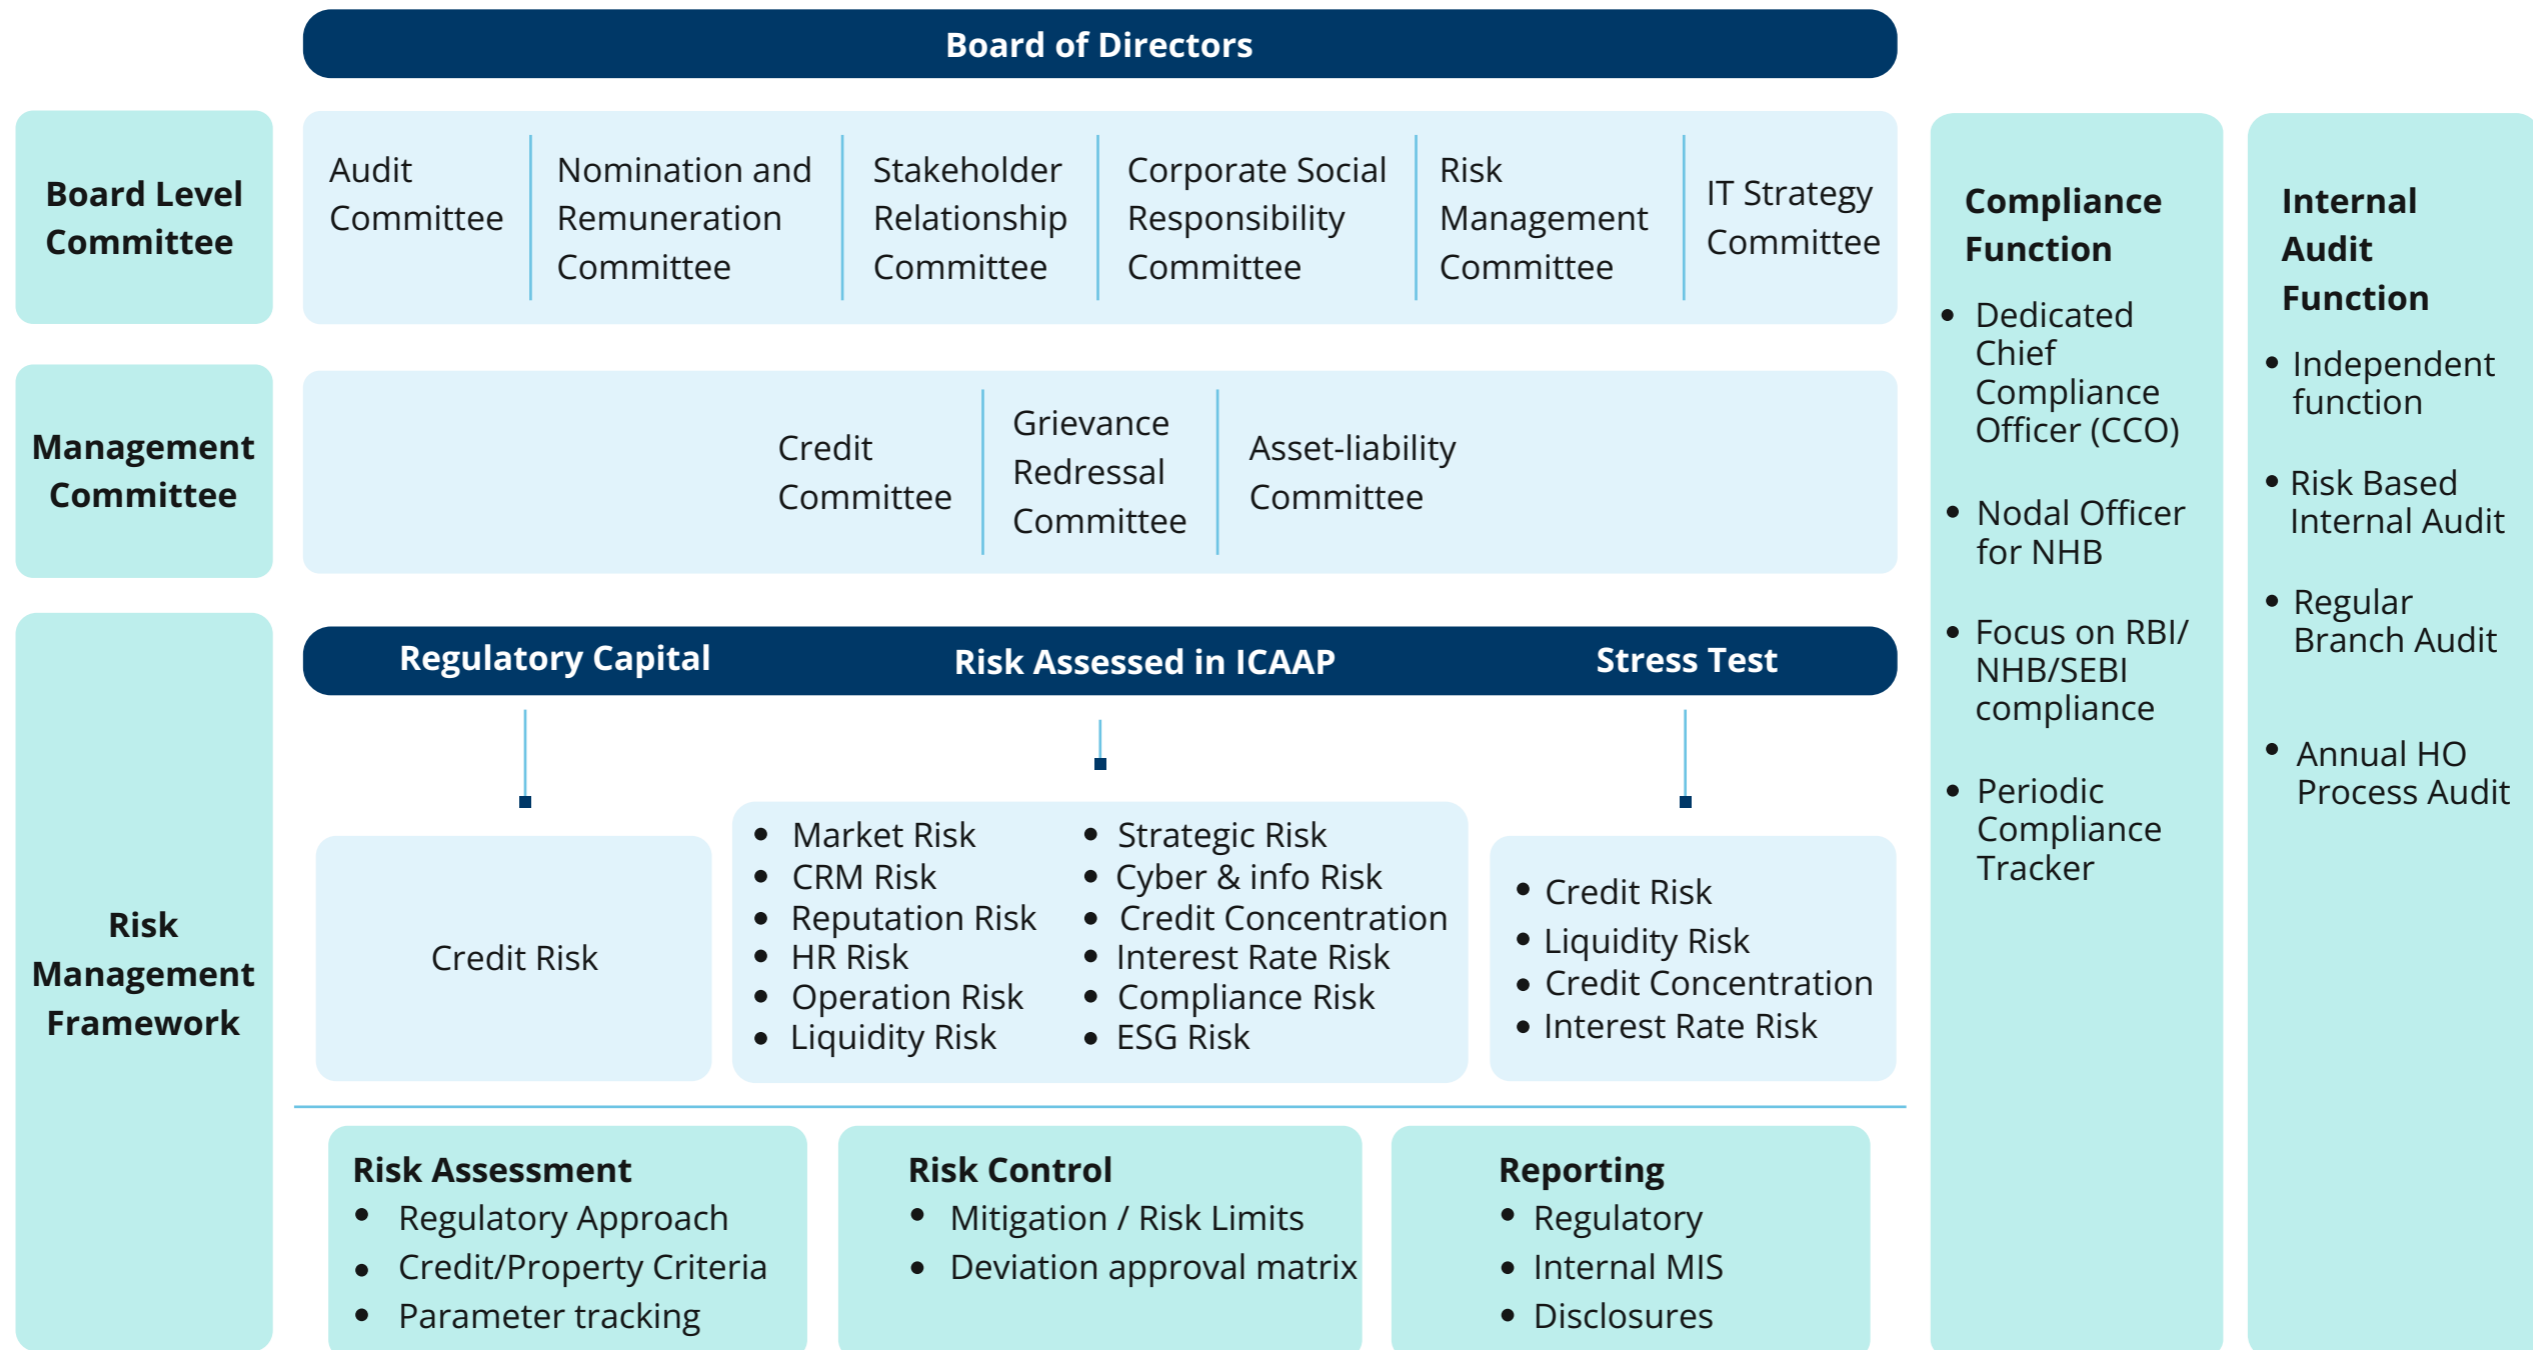 Board of Directors
Board Level
Committee
Audit
Committee
Nomination and
Remuneration
Committee
Stakeholder
Relationship
Committee
Corporate Social
Responsibility
Committee
Risk
Management
Committee
IT Strategy
Committee
Management
Committee
Credit
Committee
Grievance
Redressal
Committee
Asset-liability
Committee
Risk
Management
Framework
Regulatory Capital
Risk Assessed in ICAAP
Stress Test
Credit Risk
• Market Risk
• CRM Risk
• Reputation Risk
• HR Risk
• Operation Risk
• Liquidity Risk
• Strategic Risk
• Cyber & info Risk
• Credit Concentration
• Interest Rate Risk
• Compliance Risk
• ESG Risk
• Credit Risk
• Liquidity Risk
• Credit Concentration
• Interest Rate Risk
Risk Assessment
• Regulatory Approach
• Credit/Property Criteria
• Parameter tracking
Risk Control
• Mitigation / Risk Limits
• Deviation approval matrix
Reporting
• Regulatory
• Internal MIS
• Disclosures
Compliance
Function
• Dedicated
Chief
Compliance
Officer (CCO)
• Nodal Officer
for NHB
• Focus on RBI/
NHB/SEBI
compliance
• Periodic
Compliance
Tracker
Internal
Audit
Function
• Independent
function
• Risk Based
Internal Audit
• Regular
Branch Audit
• Annual HO
Process Audit